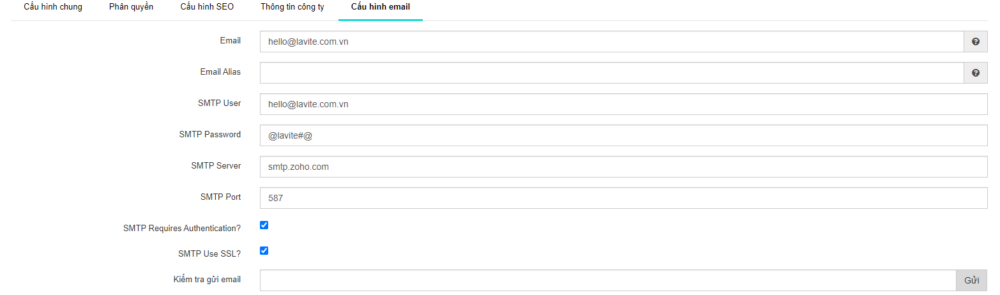 Cấu hình chung Phân quyền Cấu hình SEO Thông tin công ty Cấu hình email
Email hello@lavite.com.vn
Email Alias
SMTP User hello@lavite.com.vn
SMTP Password @lavite#@
SMTP Server smtp.zoho.com
SMTP Port 587
SMTP Requires Authentication?
SMTP Use SSL?
Kiểm tra gửi email Gửi